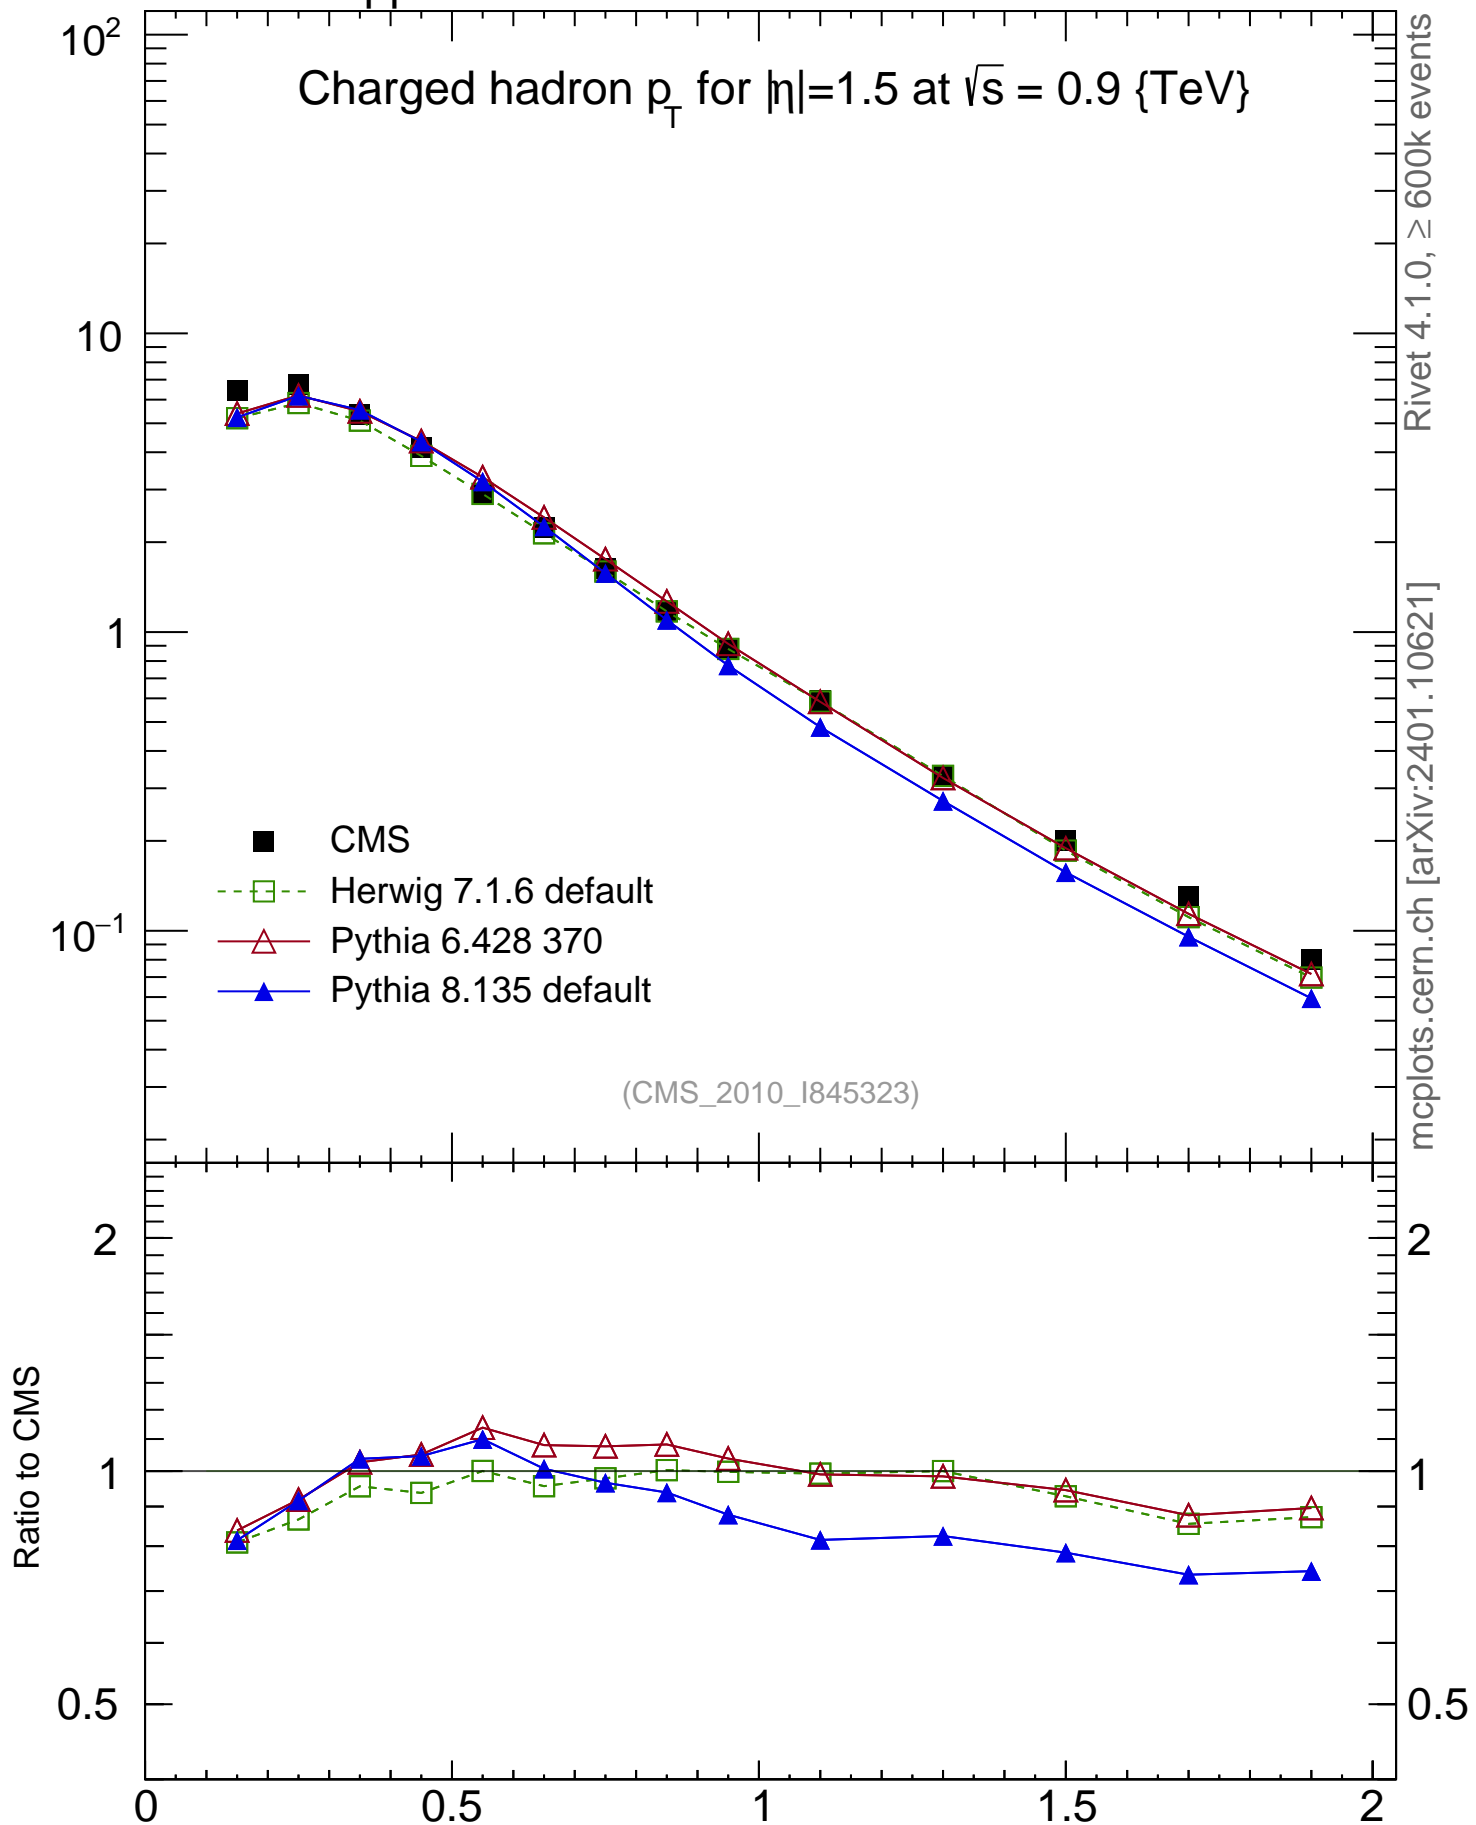 10²
Charged hadron p_T for |η|=1.5 at √s = 0.9 {TeV}
10
1
10⁻¹
CMS
Herwig 7.1.6 default
Pythia 6.428 370
Pythia 8.135 default
(CMS_2010_I845323)
Rivet 4.1.0, ≥ 600k events
mcplots.cern.ch [arXiv:2401.10621]
Ratio to CMS
2
1
0.5
2
1
0.5
0 0.5 1 1.5 2